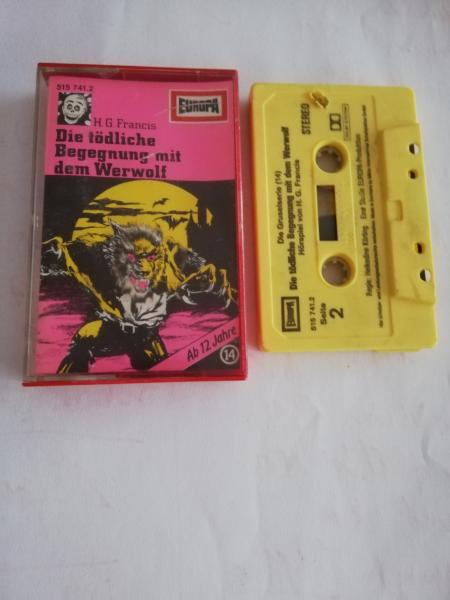 515 741.2
EUROPA
H. G. Francis
Die tödliche
Begegnung mit
dem Werwolf
Ab 12 Jahre
14
EUROPA
515 741.2
Seite
2
Die Gruselserie (14)
Die tödliche Begegnung mit dem Werwolf
Hörspiel von H. G. Francis
STEREO
Regie: Heikedine Körting
Eine Studio EUROPA-Produktion